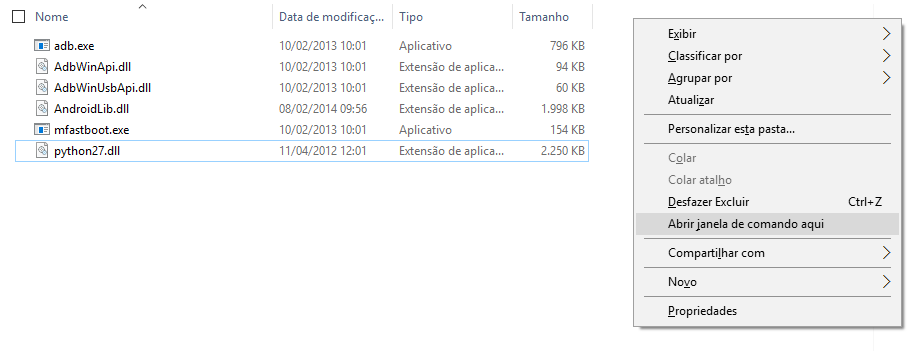 Nome Data de modificaç... Tipo Tamanho
adb.exe 10/02/2013 10:01 Aplicativo 796 KB
AdbWinApi.dll 10/02/2013 10:01 Extensão de aplica... 94 KB
AdbWinUsbApi.dll 10/02/2013 10:01 Extensão de aplica... 60 KB
AndroidLib.dll 08/02/2014 09:56 Extensão de aplica... 1.998 KB
mfastboot.exe 10/02/2013 10:01 Aplicativo 154 KB
python27.dll 11/04/2012 12:01 Extensão de aplica... 2.250 KB
Exibir
Classificar por
Agrupar por
Atualizar
Personalizar esta pasta...
Colar
Colar atalho
Desfazer Excluir Ctrl+Z
Abrir janela de comando aqui
Compartilhar com
Novo
Propriedades